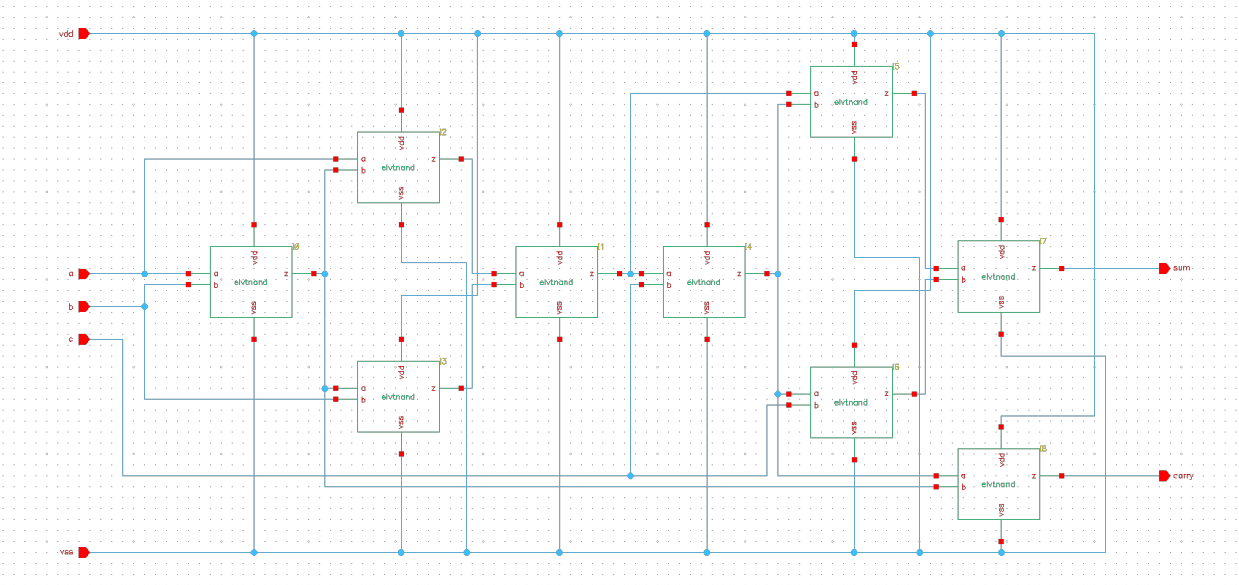 vdd
I5
vdd
a
z
elvtnand
b
vss
I2
vdd
a
z
elvtnand
b
vss
I0
vdd
a
a
z
elvtnand
b
vss
b
c
I1
vdd
a
z
elvtnand
b
vss
I4
vdd
a
z
elvtnand
b
vss
I7
vdd
a
z
sum
elvtnand
b
vss
I3
vdd
a
z
elvtnand
b
vss
I6
vdd
a
z
elvtnand
b
vss
I8
vdd
a
z
carry
elvtnand
b
vss
vss